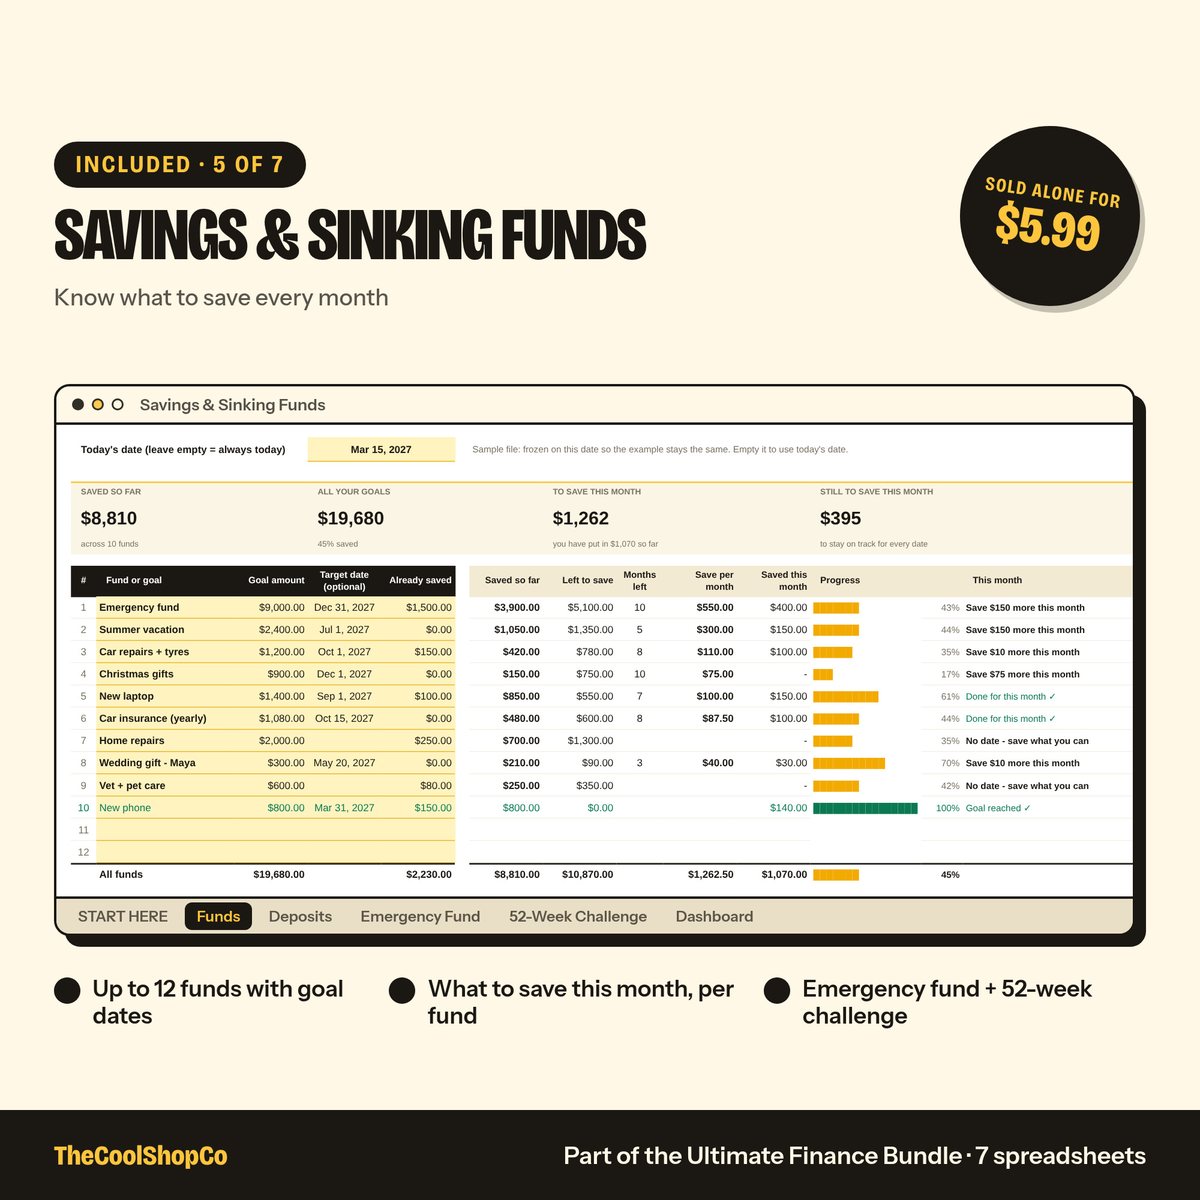 INCLUDED · 5 OF 7
SAVINGS & SINKING FUNDS
Know what to save every month
SOLD ALONE FOR
$5.99
Savings & Sinking Funds
Today's date (leave empty = always today) Mar 15, 2027 Sample file: frozen on this date so the example stays the same. Empty it to use today's date.
SAVED SO FAR ALL YOUR GOALS TO SAVE THIS MONTH STILL TO SAVE THIS MONTH
$8,810 $19,680 $1,262 $395
across 10 funds 45% saved you have put in $1,070 so far to stay on track for every date
# Fund or goal Goal amount Target date (optional) Already saved Saved so far Left to save Months left Save per month Saved this month Progress This month
1 Emergency fund $9,000.00 Dec 31, 2027 $1,500.00 $3,900.00 $5,100.00 10 $550.00 $400.00 43% Save $150 more this month
2 Summer vacation $2,400.00 Jul 1, 2027 $0.00 $1,050.00 $1,350.00 5 $300.00 $150.00 44% Save $150 more this month
3 Car repairs + tyres $1,200.00 Oct 1, 2027 $150.00 $420.00 $780.00 8 $110.00 $100.00 35% Save $10 more this month
4 Christmas gifts $900.00 Dec 1, 2027 $0.00 $150.00 $750.00 10 $75.00 - 17% Save $75 more this month
5 New laptop $1,400.00 Sep 1, 2027 $100.00 $850.00 $550.00 7 $100.00 $150.00 61% Done for this month ✓
6 Car insurance (yearly) $1,080.00 Oct 15, 2027 $0.00 $480.00 $600.00 8 $87.50 $100.00 44% Done for this month ✓
7 Home repairs $2,000.00 $250.00 $700.00 $1,300.00 - 35% No date - save what you can
8 Wedding gift - Maya $300.00 May 20, 2027 $0.00 $210.00 $90.00 3 $40.00 $30.00 70% Save $10 more this month
9 Vet + pet care $600.00 $80.00 $250.00 $350.00 - 42% No date - save what you can
10 New phone $800.00 Mar 31, 2027 $150.00 $800.00 $0.00 $140.00 100% Goal reached ✓
11
12
All funds $19,680.00 $2,230.00 $8,810.00 $10,870.00 $1,262.50 $1,070.00 45%
START HERE Funds Deposits Emergency Fund 52-Week Challenge Dashboard
Up to 12 funds with goal dates
What to save this month, per fund
Emergency fund + 52-week challenge
TheCoolShopCo
Part of the Ultimate Finance Bundle · 7 spreadsheets